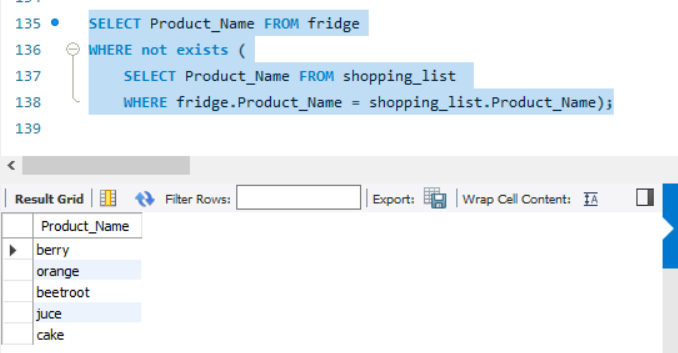 135 SELECT Product_Name FROM fridge
136 WHERE not exists (
137 SELECT Product_Name FROM shopping_list
138 WHERE fridge.Product_Name = shopping_list.Product_Name);
139
Result Grid Filter Rows: Export: Wrap Cell Content: IA
Product_Name
berry
orange
beetroot
juce
cake